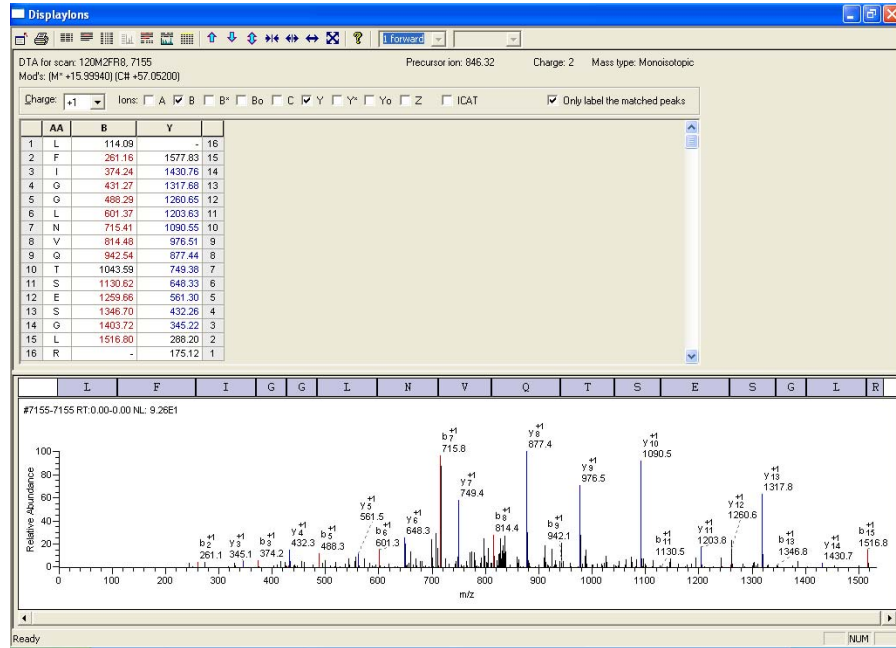 DisplayIons
1 forward
DTA for scan: 120M2FR8, 7155 Precursor ion: 846.32 Charge: 2 Mass type: Monoisotopic
Mod's: (M* +15.99940) (C# +57.05200)
Charge: +1 Ions: A B B* Bo C Y Y* Yo Z ICAT Only label the matched peaks
AA B Y
1 L 114.09 - 16
2 F 261.16 1577.83 15
3 I 374.24 1430.76 14
4 G 431.27 1317.68 13
5 G 488.29 1260.65 12
6 L 601.37 1203.63 11
7 N 715.41 1090.55 10
8 V 814.48 976.51 9
9 Q 942.54 877.44 8
10 T 1043.59 749.38 7
11 S 1130.62 648.33 6
12 E 1259.66 561.30 5
13 S 1346.70 432.26 4
14 G 1403.72 345.22 3
15 L 1516.80 288.20 2
16 R - 175.12 1
L F I G G L N V Q T S E S G L R
#7155-7155 RT:0.00-0.00 NL: 9.26E1
Relative Abundance
100
80
60
40
20
0
b2+1 261.1
y3+1 345.1
b3+1 374.2
y4+1 432.3
b5+1 488.3
y5+1 561.5
b6+1 601.3
y6+1 648.3
b7+1 715.8
y7+1 749.4
b8+1 814.4
y8+1 877.4
b9+1 942.1
y9+1 976.5
y10+1 1090.5
b11+1 1130.5
y11+1 1203.8
y12+1 1260.6
y13+1 1317.8
b13+1 1346.8
y14+1 1430.7
b15+1 1516.8
0 100 200 300 400 500 600 700 800 900 1000 1100 1200 1300 1400 1500
m/z
Ready NUM